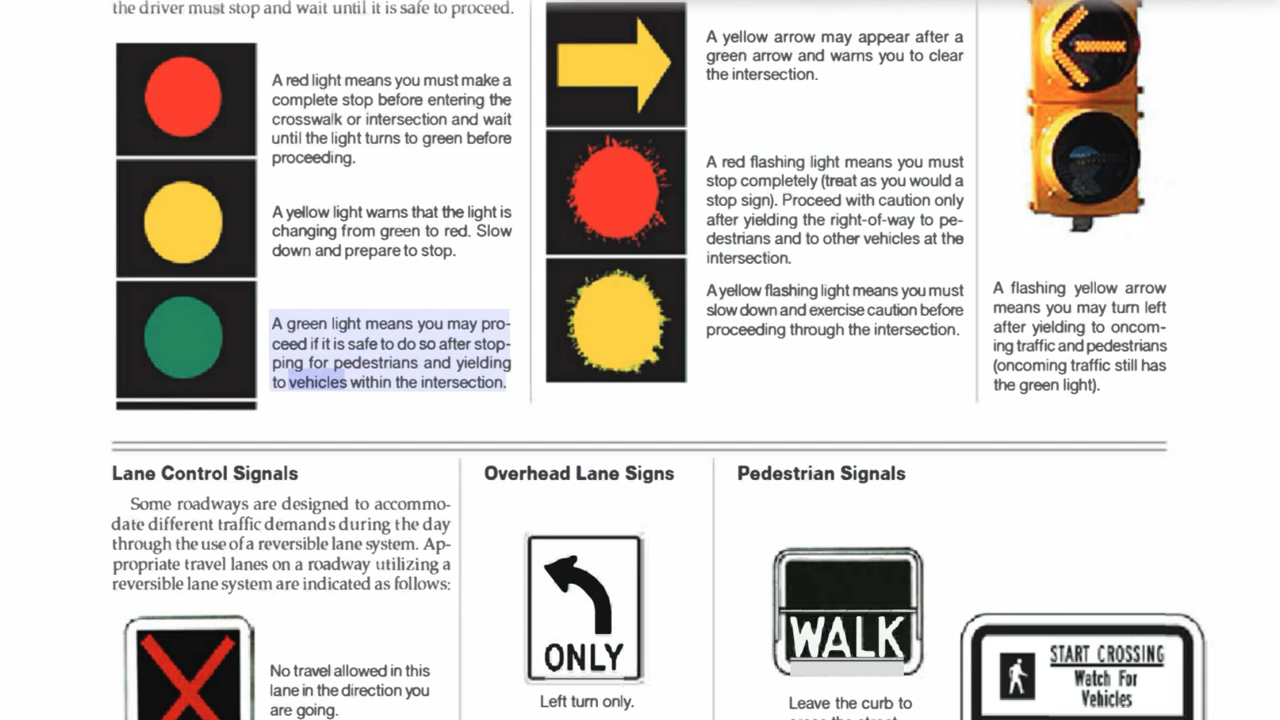 the driver must stop and wait until it is safe to proceed.
A red light means you must make a
complete stop before entering the
crosswalk or intersection and wait
until the light turns to green before
proceeding.
A yellow light warns that the light is
changing from green to red. Slow
down and prepare to stop.
A green light means you may pro-
ceed if it is safe to do so after stop-
ping for pedestrians and yielding
to vehicles within the intersection.
A yellow arrow may appear after a
green arrow and warns you to clear
the intersection.
A red flashing light means you must
stop completely (treat as you would a
stop sign). Proceed with caution only
after yielding the right-of-way to pe-
destrians and to other vehicles at the
intersection.
A yellow flashing light means you must
slow down and exercise caution before
proceeding through the intersection.
A flashing yellow arrow
means you may turn left
after yielding to oncom-
ing traffic and pedestrians
(oncoming traffic still has
the green light).
Lane Control Signals
Some roadways are designed to accommo-
date different traffic demands during the day
through the use of a reversible lane system. Ap-
propriate travel lanes on a roadway utilizing a
reversible lane system are indicated as follows:
No travel allowed in this
lane in the direction you
are going.
Overhead Lane Signs
ONLY
Left turn only.
Pedestrian Signals
WALK
Leave the curb to
START CROSSING
Watch For
Vehicles